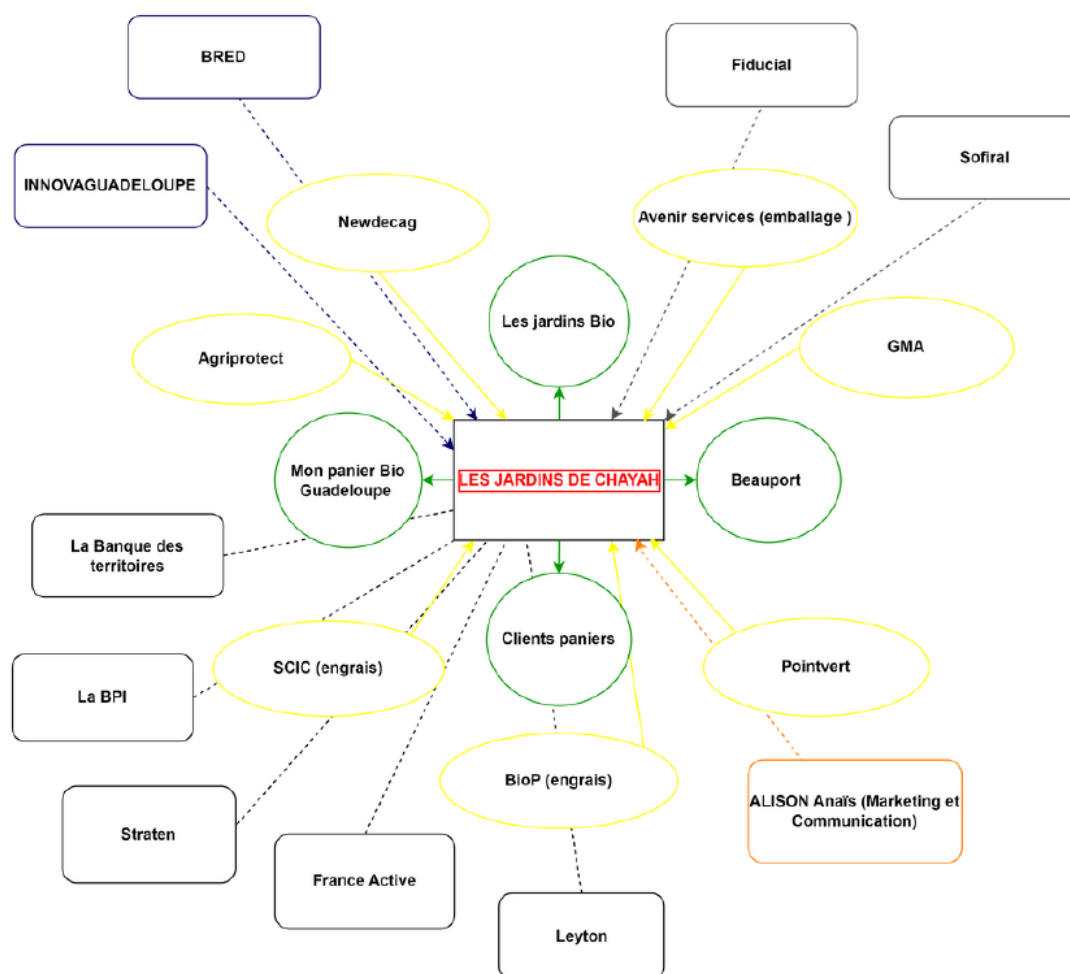 BRED
Fiducial
Sofiral
INNOVAGUADELOUPE
Newdecag
Avenir services (emballage )
Les jardins Bio
Agriprotect
GMA
Mon panier Bio
Guadeloupe
LES JARDINS DE CHAYAH
Beauport
La Banque des
territoires
Clients paniers
SCIC (engrais)
Pointvert
La BPI
BioP (engrais)
ALISON Anaïs (Marketing et
Communication)
Straten
France Active
Leyton